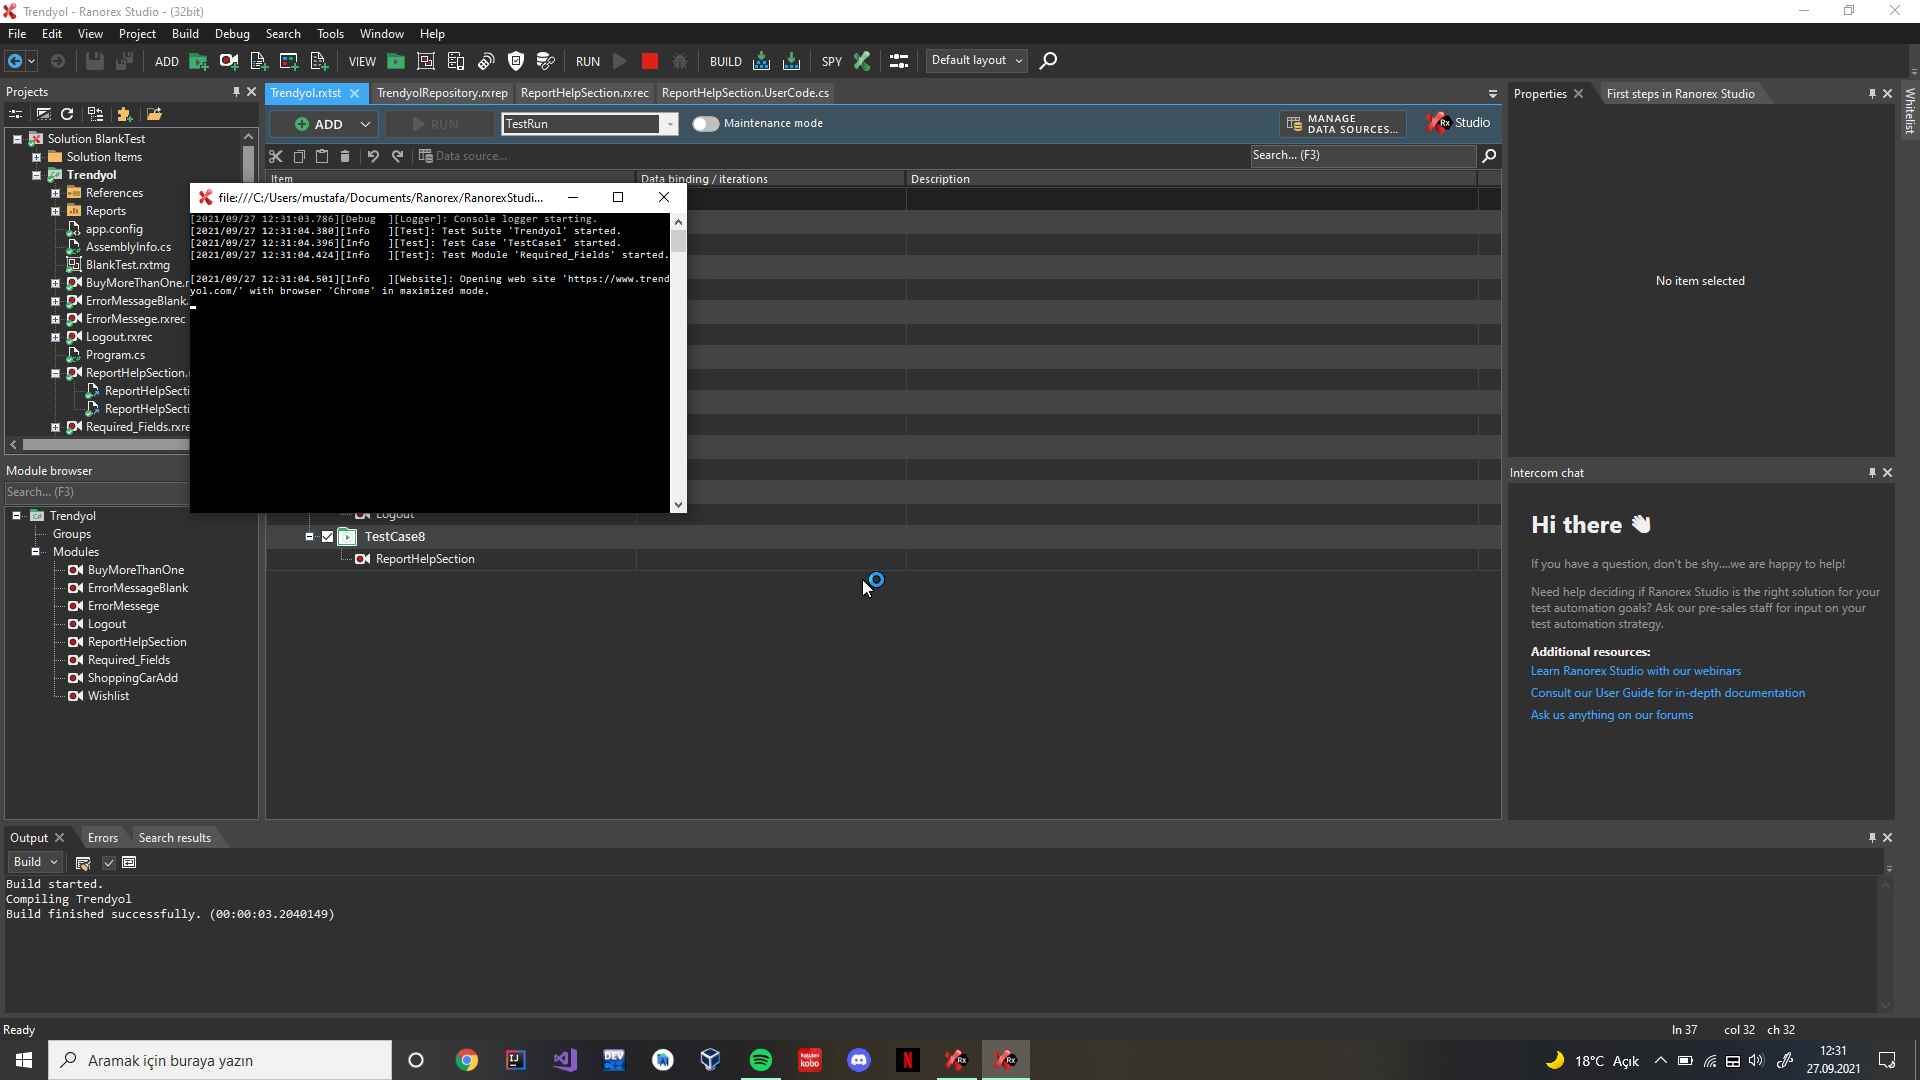 Trendyol - Ranorex Studio - (32bit)
File Edit View Project Build Debug Search Tools Window Help
ADD VIEW RUN BUILD SPY Default layout
Projects
Trendyol.rxtst TrendyolRepository.rxrep ReportHelpSection.rxrec ReportHelpSection.UserCode.cs
ADD RUN TestRun Maintenance mode MANAGE
DATA SOURCES...
Rx Studio
Data source... Search... (F3)
Item Data binding / iterations Description
Solution BlankTest
Solution Items
Trendyol
References
Reports
app.config
AssemblyInfo.cs
BlankTest.rxtmg
BuyMoreThanOne.r
ErrorMessageBlank.
ErrorMessege.rxrec
Logout.rxrec
Program.cs
ReportHelpSection.
ReportHelpSecti
ReportHelpSecti
Required_Fields.rxre
file:///C:/Users/mustafa/Documents/Ranorex/RanorexStudi...
[2021/09/27 12:31:03.786][Debug ][Logger]: Console logger starting.
[2021/09/27 12:31:04.380][Info ][Test]: Test Suite 'Trendyol' started.
[2021/09/27 12:31:04.396][Info ][Test]: Test Case 'TestCase1' started.
[2021/09/27 12:31:04.424][Info ][Test]: Test Module 'Required_Fields' started.
[2021/09/27 12:31:04.501][Info ][Website]: Opening web site 'https://www.trend
yol.com/' with browser 'Chrome' in maximized mode.
Logout
TestCase8
ReportHelpSection
Module browser
Search... (F3)
Trendyol
Groups
Modules
BuyMoreThanOne
ErrorMessageBlank
ErrorMessege
Logout
ReportHelpSection
Required_Fields
ShoppingCarAdd
Wishlist
Properties First steps in Ranorex Studio
Whitelist
No item selected
Intercom chat
Hi there
If you have a question, don't be shy....we are happy to help!
Need help deciding if Ranorex Studio is the right solution for your
test automation goals? Ask our pre-sales staff for input on your
test automation strategy.
Additional resources:
Learn Ranorex Studio with our webinars
Consult our User Guide for in-depth documentation
Ask us anything on our forums
Output Errors Search results
Build
Build started.
Compiling Trendyol
Build finished successfully. (00:00:03.2040149)
Ready ln 37 col 32 ch 32
Aramak için buraya yazın
DEV
Rakuten
kobo
N
Rx
Rx
18°C Açık
12:31
27.09.2021